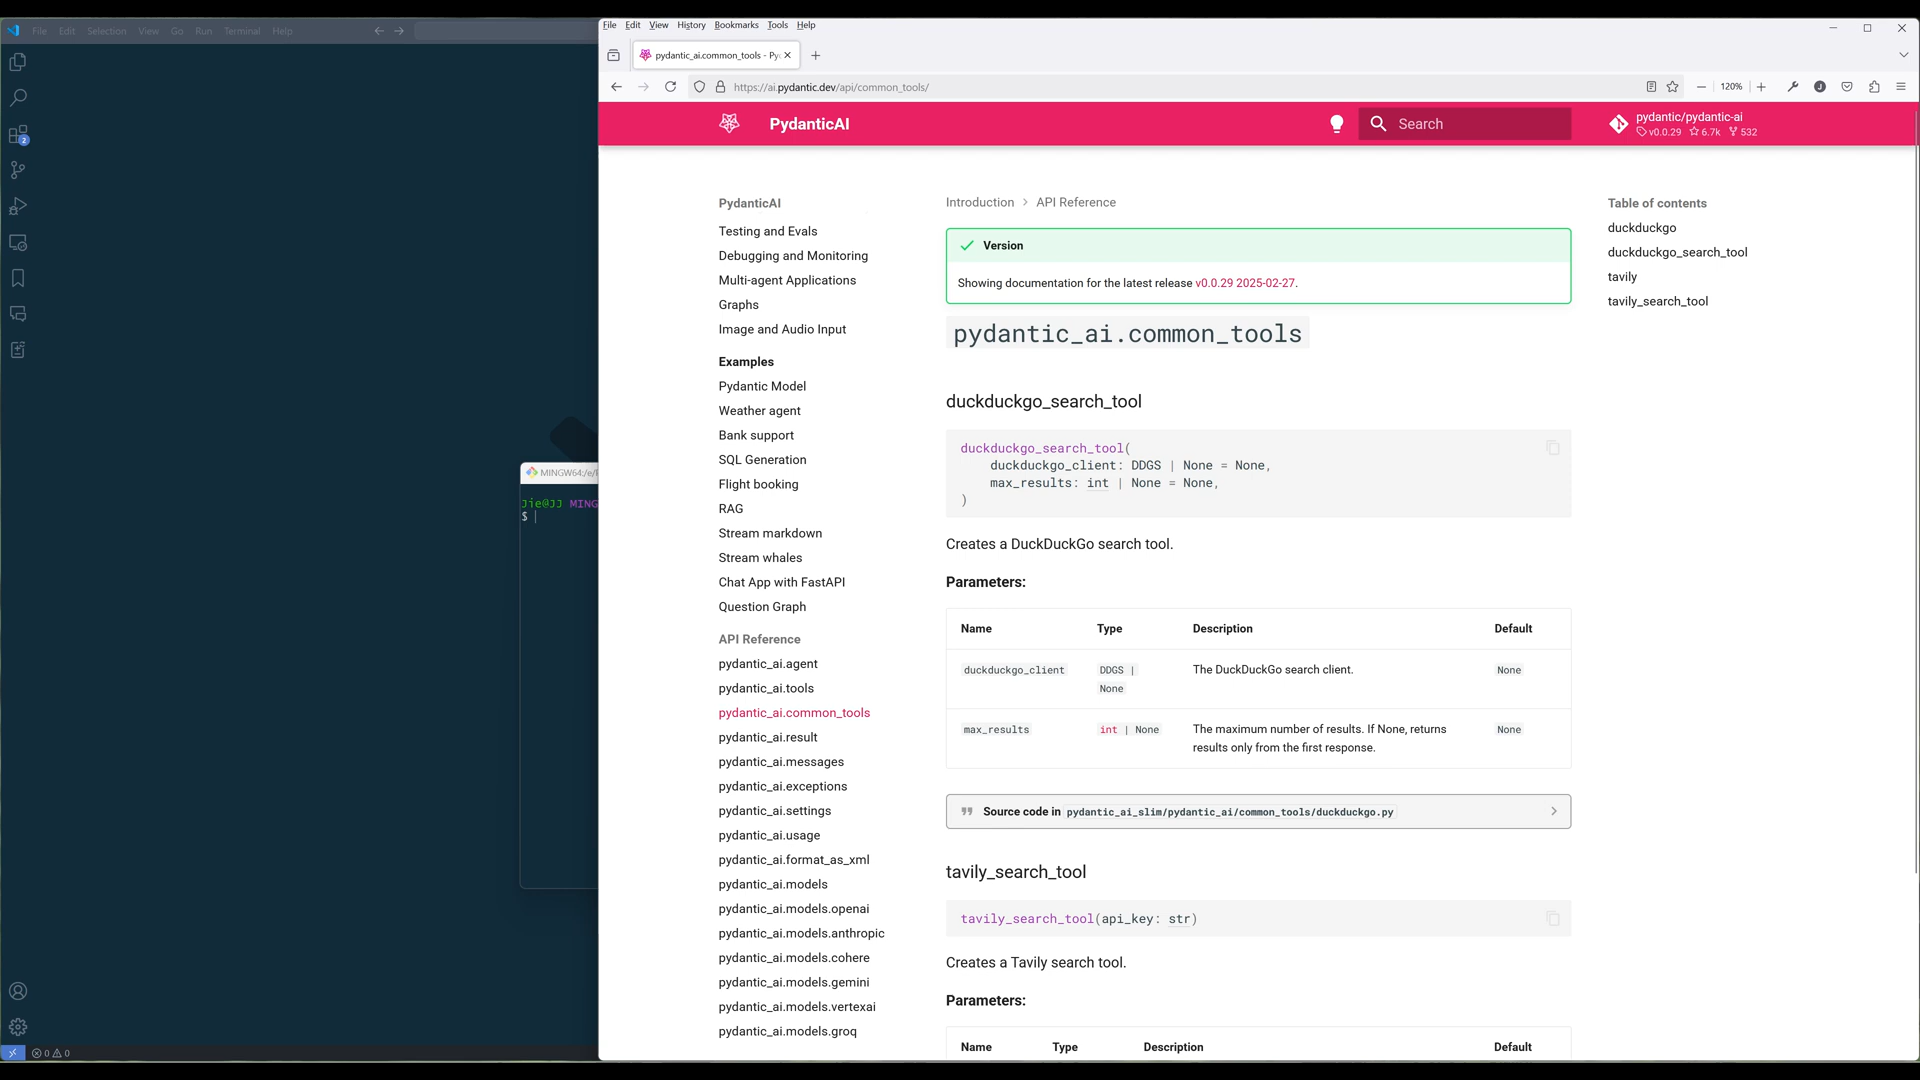 File Edit Selection View Go Run Terminal Help
2
MINGW64:/e/
Jie@JJ MING
$
0 0
File Edit View History Bookmarks Tools Help
pydantic_ai.common_tools - Py
https://ai.pydantic.dev/api/common_tools/
120%
J
PydanticAI
Search
pydantic/pydantic-ai
v0.0.29 6.7k 532
PydanticAI
Testing and Evals
Debugging and Monitoring
Multi-agent Applications
Graphs
Image and Audio Input
Examples
Pydantic Model
Weather agent
Bank support
SQL Generation
Flight booking
RAG
Stream markdown
Stream whales
Chat App with FastAPI
Question Graph
API Reference
pydantic_ai.agent
pydantic_ai.tools
pydantic_ai.common_tools
pydantic_ai.result
pydantic_ai.messages
pydantic_ai.exceptions
pydantic_ai.settings
pydantic_ai.usage
pydantic_ai.format_as_xml
pydantic_ai.models
pydantic_ai.models.openai
pydantic_ai.models.anthropic
pydantic_ai.models.cohere
pydantic_ai.models.gemini
pydantic_ai.models.vertexai
pydantic_ai.models.groq
Introduction > API Reference
Version
Showing documentation for the latest release v0.0.29 2025-02-27.
pydantic_ai.common_tools
duckduckgo_search_tool
duckduckgo_search_tool(
duckduckgo_client: DDGS | None = None,
max_results: int | None = None,
)
Creates a DuckDuckGo search tool.
Parameters:
Name Type Description Default
duckduckgo_client DDGS | None The DuckDuckGo search client. None
max_results int | None The maximum number of results. If None, returns results only from the first response. None
Source code in pydantic_ai_slim/pydantic_ai/common_tools/duckduckgo.py
tavily_search_tool
tavily_search_tool(api_key: str)
Creates a Tavily search tool.
Parameters:
Name Type Description Default
Table of contents
duckduckgo
duckduckgo_search_tool
tavily
tavily_search_tool